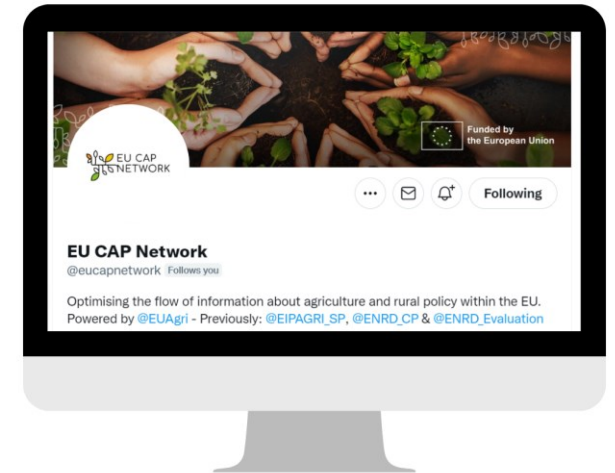 Funded by
the European Union
EU CAP
NETWORK
Following
EU CAP Network
@eucapnetwork Follows you
Optimising the flow of information about agriculture and rural policy within the EU.
Powered by @EUAgri - Previously: @EIPAGRI_SP, @ENRD_CP & @ENRD_Evaluation